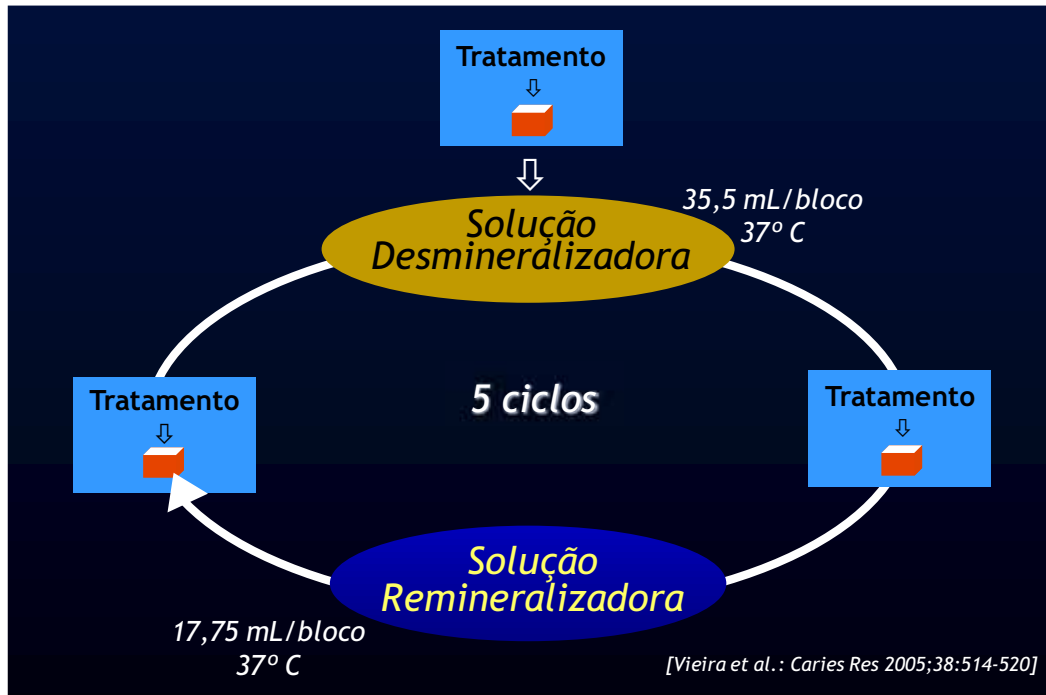 Tratamento
Solução
Desmineralizadora
35,5 mL/bloco
37º C
Tratamento
5 ciclos
Tratamento
Solução
Remineralizadora
17,75 mL/bloco
37º C
[Vieira et al.: Caries Res 2005;38:514-520]